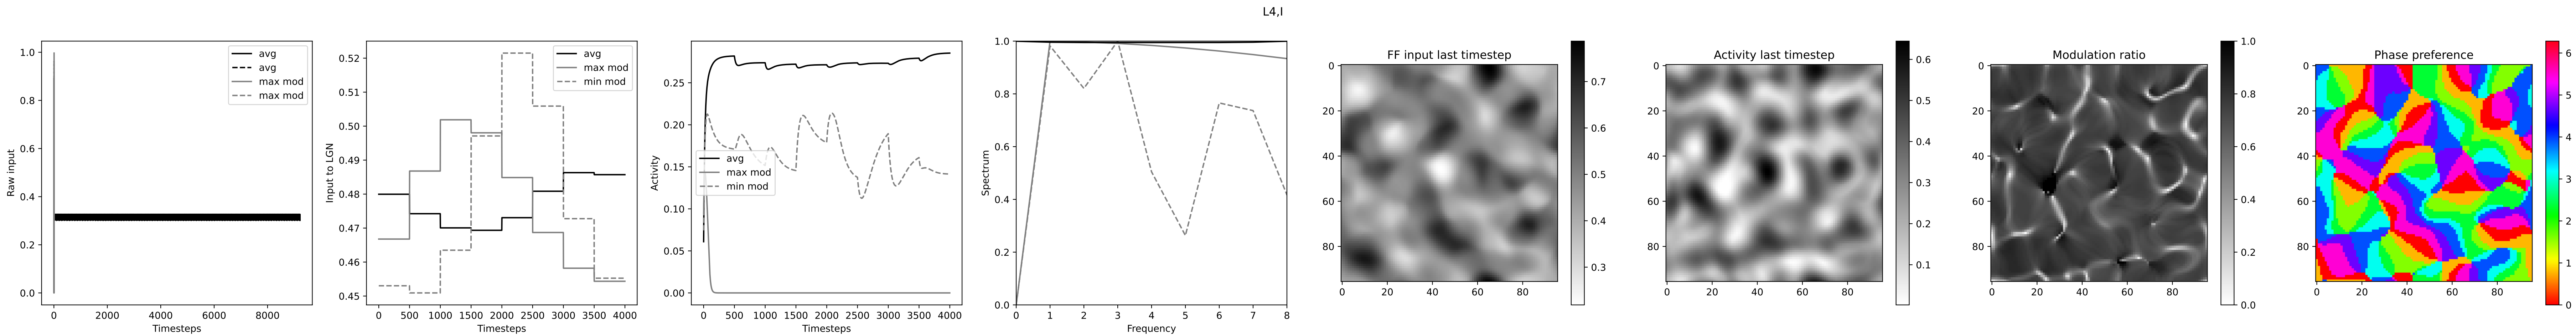 L4,I
Raw input
1.0
0.8
0.6
0.4
0.2
0.0
avg
avg
max mod
max mod
0 2000 4000 6000 8000
Timesteps
Input to LGN
0.52
0.51
0.50
0.49
0.48
0.47
0.46
0.45
avg
max mod
min mod
0 500 1000 1500 2000 2500 3000 3500 4000
Timesteps
Activity
0.25
0.20
0.15
0.10
0.05
0.00
avg
max mod
min mod
0 500 1000 1500 2000 2500 3000 3500 4000
Timesteps
Spectrum
1.0
0.8
0.6
0.4
0.2
0.0
0 1 2 3 4 5 6 7 8
Frequency
FF input last timestep
0
20
40
60
80
0 20 40 60 80
0.7
0.6
0.5
0.4
0.3
Activity last timestep
0
20
40
60
80
0 20 40 60 80
0.6
0.5
0.4
0.3
0.2
0.1
Modulation ratio
0
20
40
60
80
0 20 40 60 80
1.0
0.8
0.6
0.4
0.2
0.0
Phase preference
0
20
40
60
80
0 20 40 60 80
6
5
4
3
2
1
0